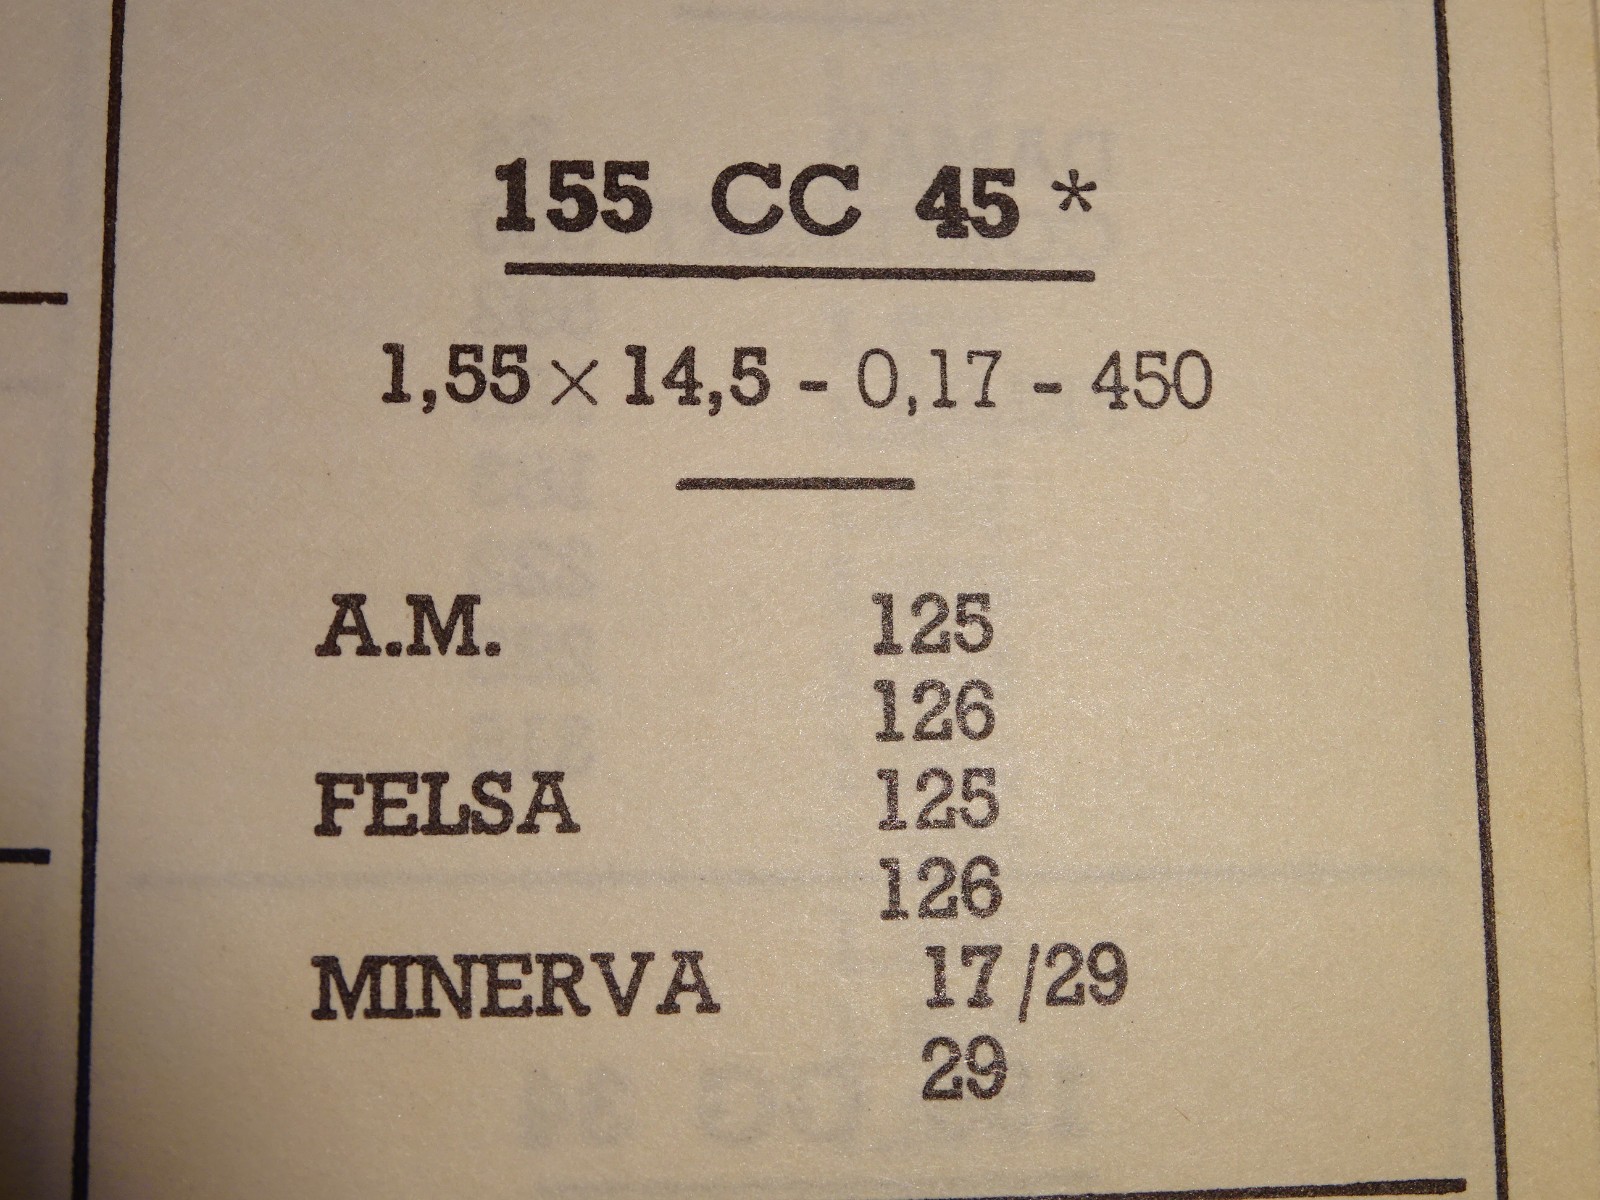 155 CC 45 *
1,55 × 14,5 - 0,17 - 450
A.M. 125
126
FELSA 125
126
MINERVA 17/29
29